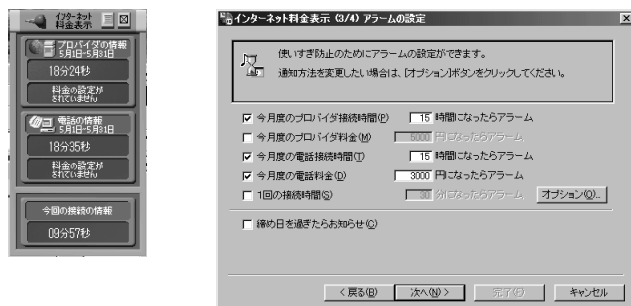 インターネット
料金表示
プロバイダの情報
5月1日-5月31日
18分24秒
料金の設定が
されていません
電話の情報
5月1日-5月31日
18分35秒
料金の設定が
されていません
今回の接続の情報
09分57秒
インターネット料金表示 (3/4) アラームの設定
使いすぎ防止のためにアラームの設定ができます。
通知方法を変更したい場合は、[オプション]ボタンをクリックしてください。
今月度のプロバイダ接続時間(P) 15 時間になったらアラーム
今月度のプロバイダ料金(M) 5000 円になったらアラーム
今月度の電話接続時間(T) 15 時間になったらアラーム
今月度の電話料金(D) 3000 円になったらアラーム
1回の接続時間(S) 30 分になったらアラーム オプション(O)...
締め日を過ぎたらお知らせ(C)
< 戻る(B) 次へ(N) > 完了(F) キャンセル